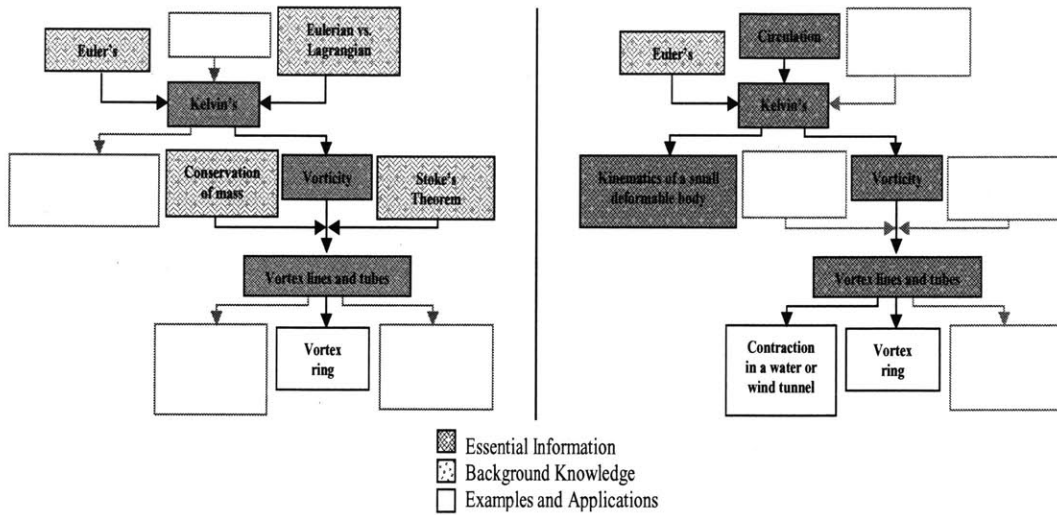 Euler's
Eulerian vs.
Lagrangian
Kelvin's
Conservation
of mass
Vorticity
Stoke's
Theorem
Vortex lines and tubes
Vortex
ring
Euler's
Circulation
Kelvin's
Kinematics of a small
deformable body
Vorticity
Vortex lines and tubes
Contraction
in a water or
wind tunnel
Vortex
ring
Essential Information
Background Knowledge
Examples and Applications